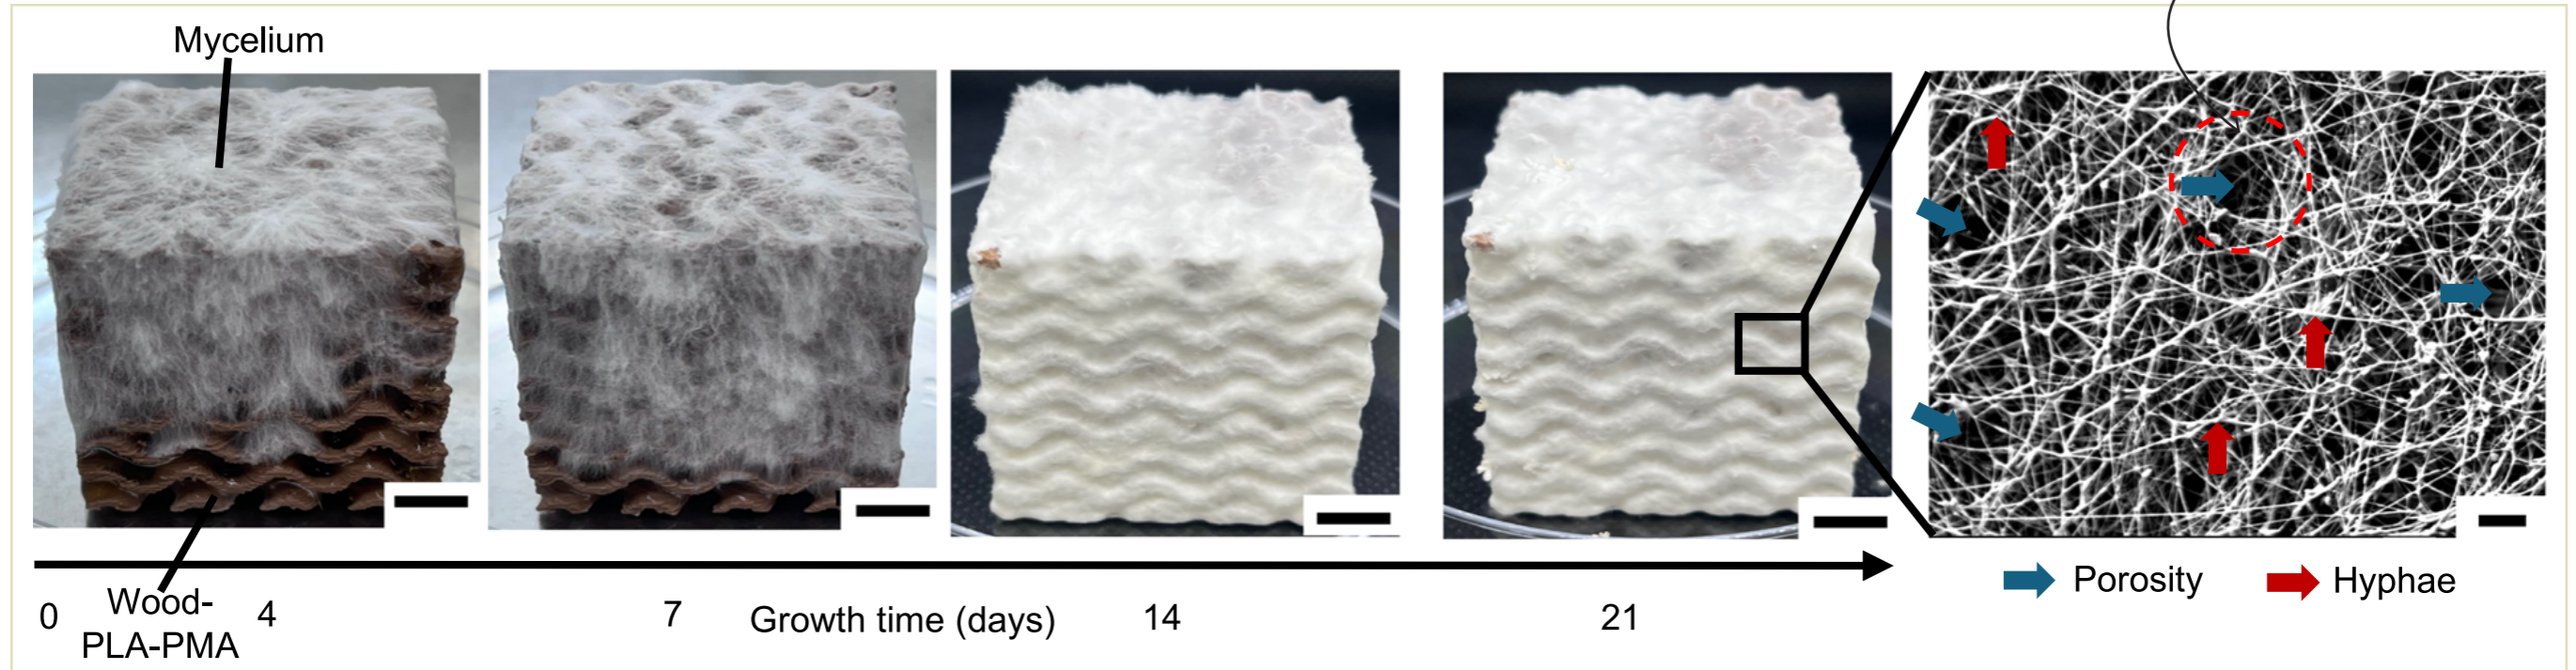 Mycelium
0
Wood-
PLA-PMA
4
7
Growth time (days)
14
21
Porosity
Hyphae